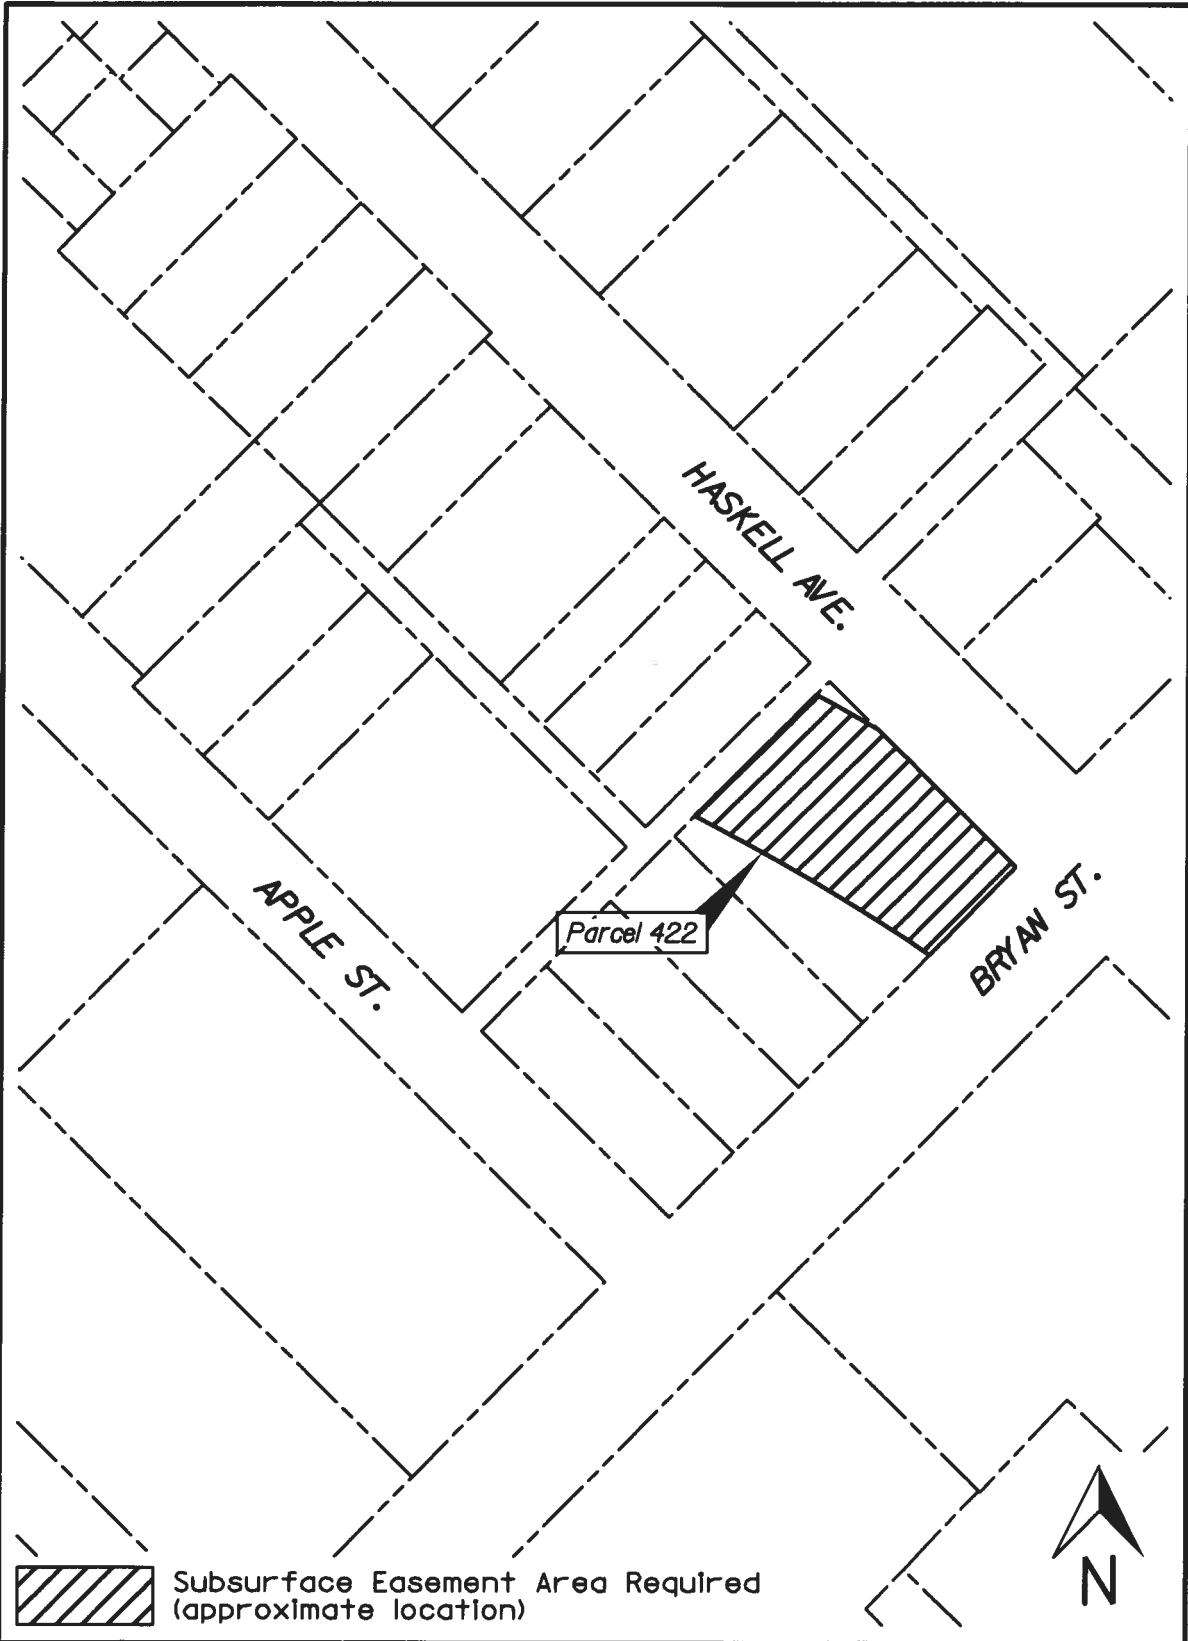 HASKELL AVE.
APPLE ST.
Parcel 422
BRYAN ST.
N
Subsurface Easement Area Required
(approximate location)